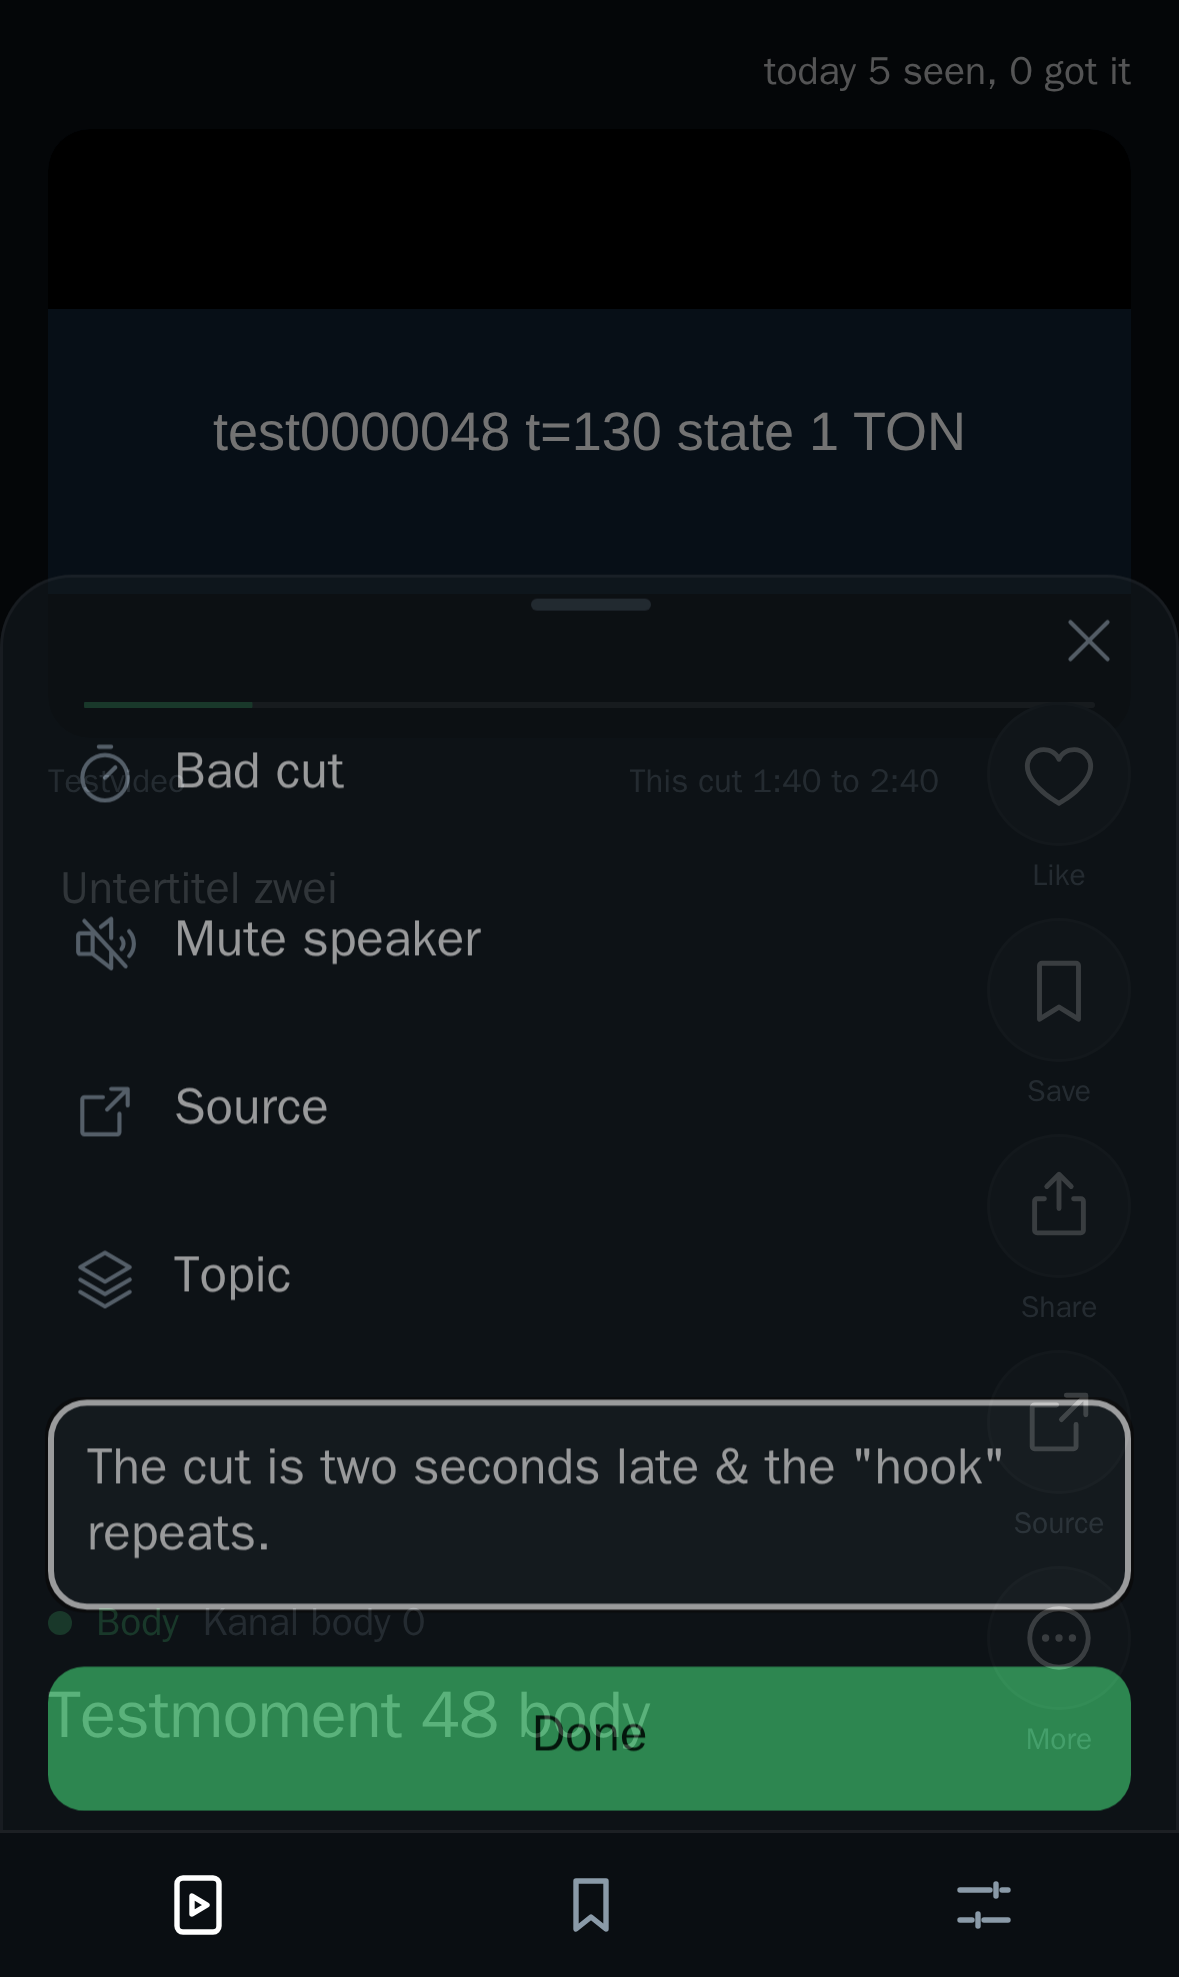 today 5 seen, 0 got it
test0000048 t=130 state 1 TON
Bad cut
Testvideo
This cut 1:40 to 2:40
Like
Untertitel zwei
Mute speaker
Save
Source
Topic
Share
The cut is two seconds late & the "hook"
repeats.
Source
Body Kanal body 0
Testmoment 48 body
Done
More